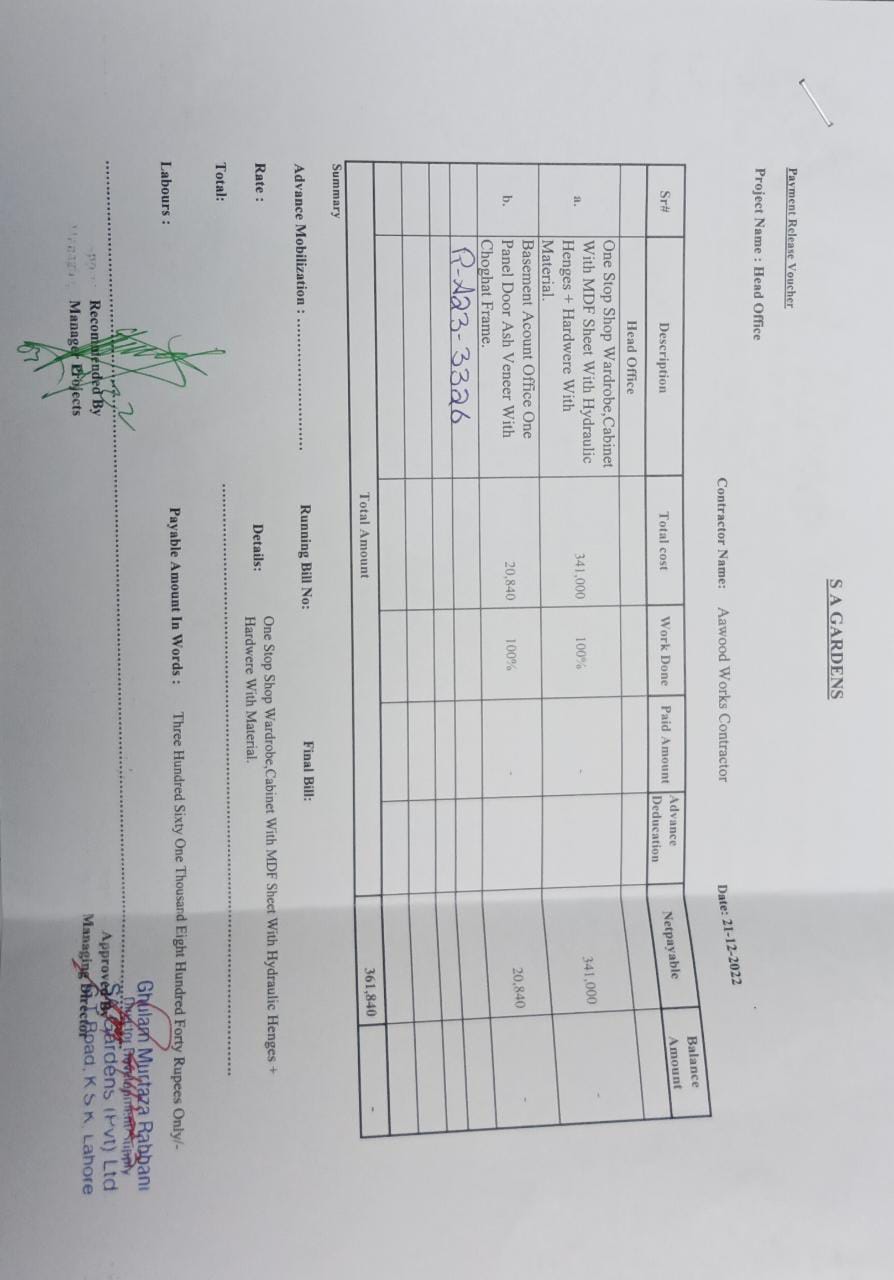 S A GARDENS
Payment Release Voucher
Project Name : Head Office
Contractor Name: Aawood Works Contractor
Date: 21-12-2022
Sr# Description Total cost Work Done Paid Amount Advance Deducation Netpayable Balance Amount
Head Office
a. One Stop Shop Wardrobe,Cabinet With MDF Sheet With Hydraulic Henges + Hardwere With Material. 341,000 100% - 341,000 -
b. Basement Acount Office One Panel Door Ash Veneer With Choghat Frame. 20,840 100% - 20,840 -
R-A23-3326
Total Amount 361,840 -
Summary
Advance Mobilization : .................................. Running Bill No: Final Bill:
Rate : Details: One Stop Shop Wardrobe,Cabinet With MDF Sheet With Hydraulic Henges +
Hardwere With Material.
Total:
Labours : Payable Amount In Words : Three Hundred Sixty One Thousand Eight Hundred Forty Rupees Only/-
Recommended By
Manager Projects
Approved By
Managing Director
Ghulam Murtaza Rabbani
Director Development/Supply
SA Gardens (Pvt) Ltd
G.T. Road, K S K, Lahore